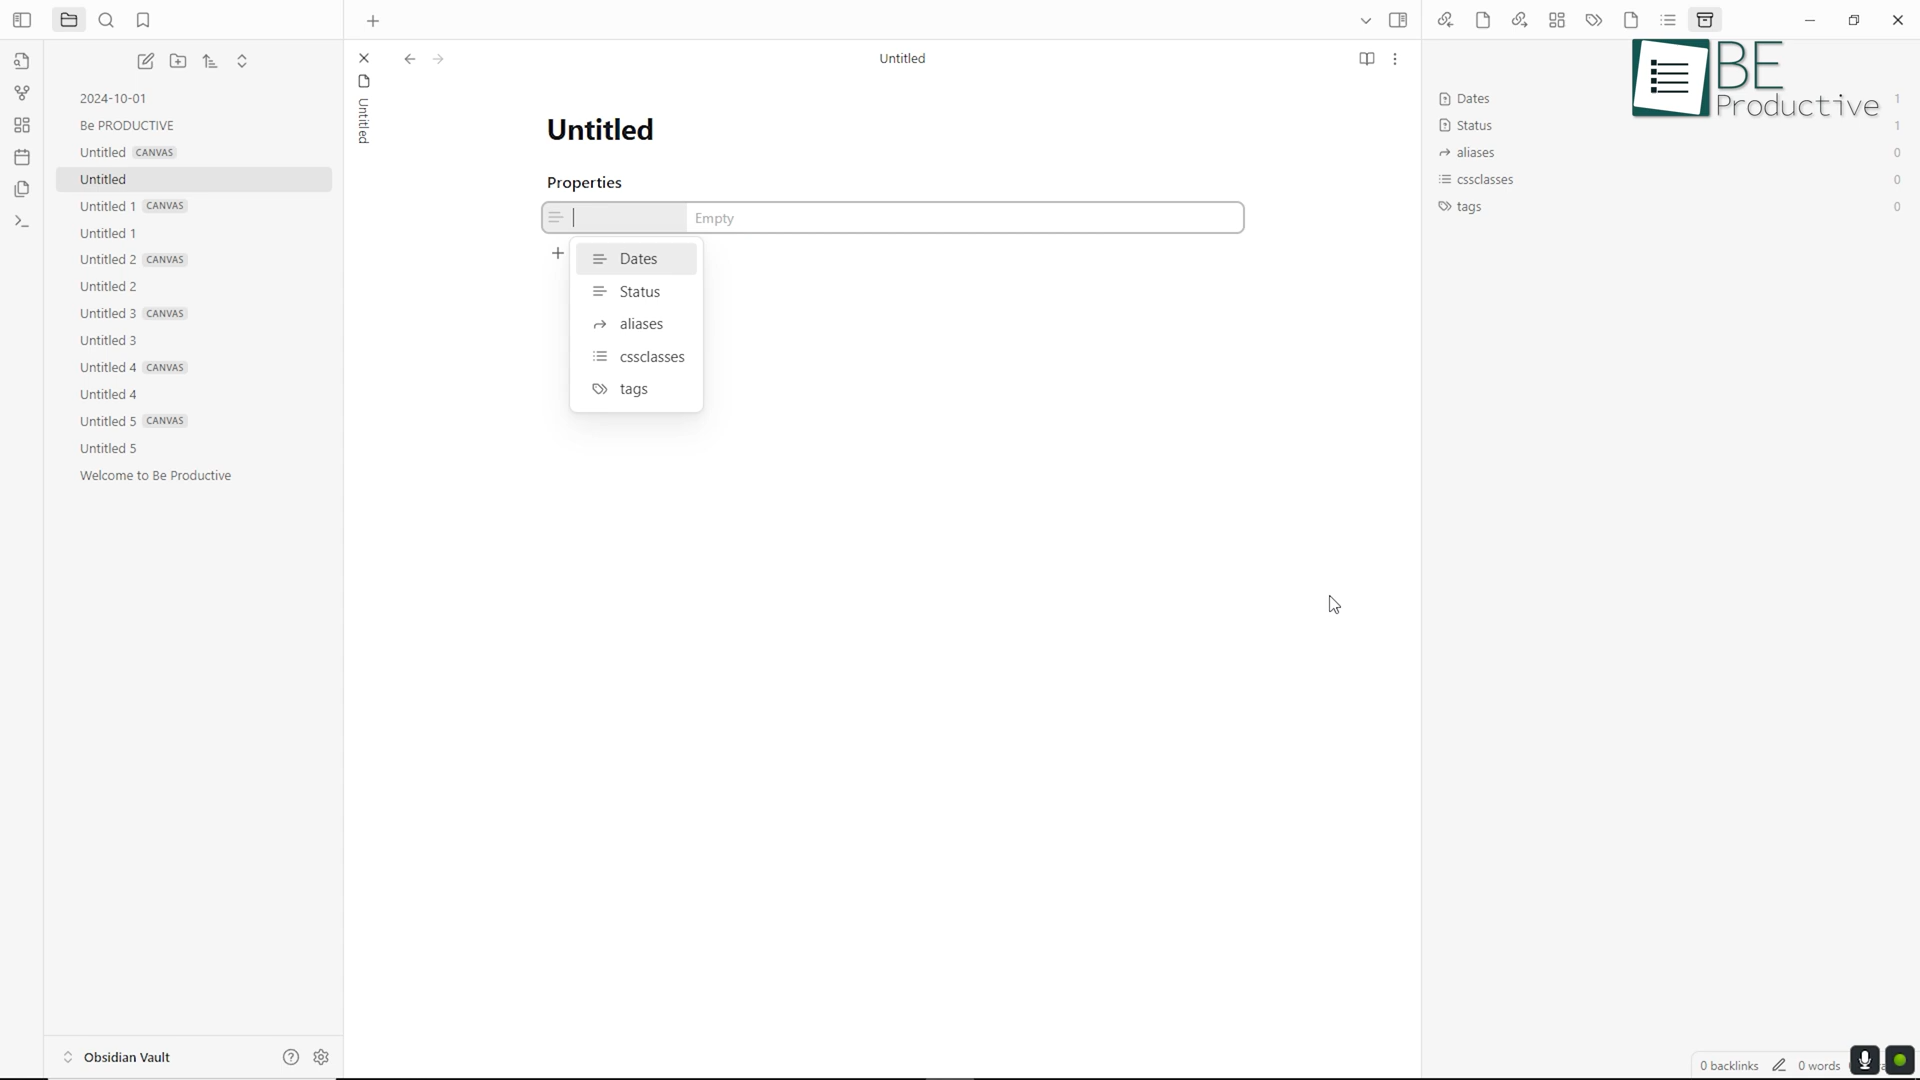 Untitled
BE
Productive
2024-10-01
Be PRODUCTIVE
Untitled CANVAS
Untitled
Untitled 1 CANVAS
Untitled 1
Untitled 2 CANVAS
Untitled 2
Untitled 3 CANVAS
Untitled 3
Untitled 4 CANVAS
Untitled 4
Untitled 5 CANVAS
Untitled 5
Welcome to Be Productive
Obsidian Vault
Untitled
Untitled
Properties
Empty
Dates
Status
aliases
cssclasses
tags
Dates 1
Status 1
aliases 0
cssclasses 0
tags 0
0 backlinks 0 words